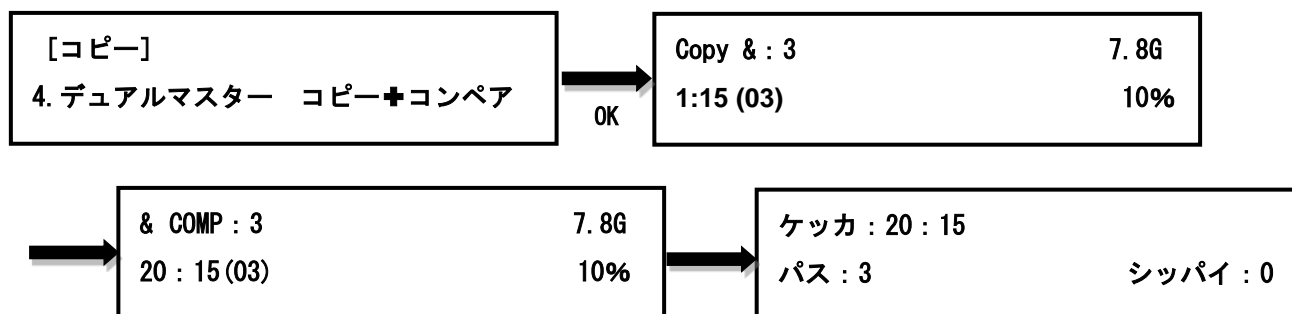 [コピー]
4.デュアルマスター コピー✚コンペア
OK
Copy &:3 7.8G
1:15 (03) 10%
& COMP:3 7.8G
20:15(03) 10%
ケッカ:20:15
パス:3 シッパイ:0